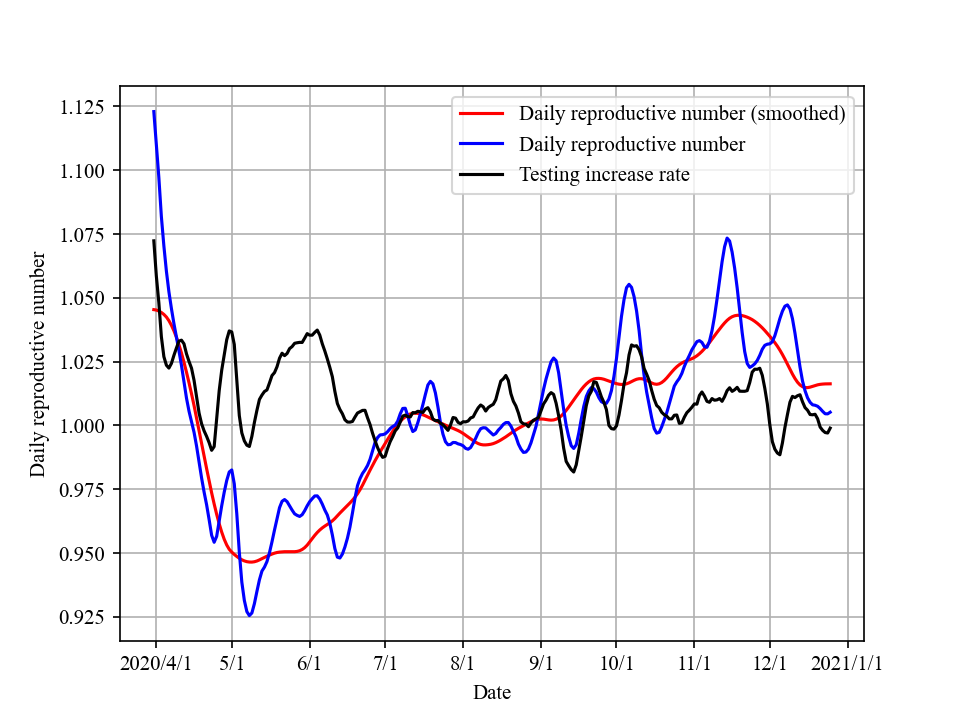 Daily reproductive number (smoothed)
Daily reproductive number
Testing increase rate
1.125
1.100
1.075
1.050
1.025
1.000
0.975
0.950
0.925
Daily reproductive number
2020/4/1 5/1 6/1 7/1 8/1 9/1 10/1 11/1 12/1 2021/1/1
Date